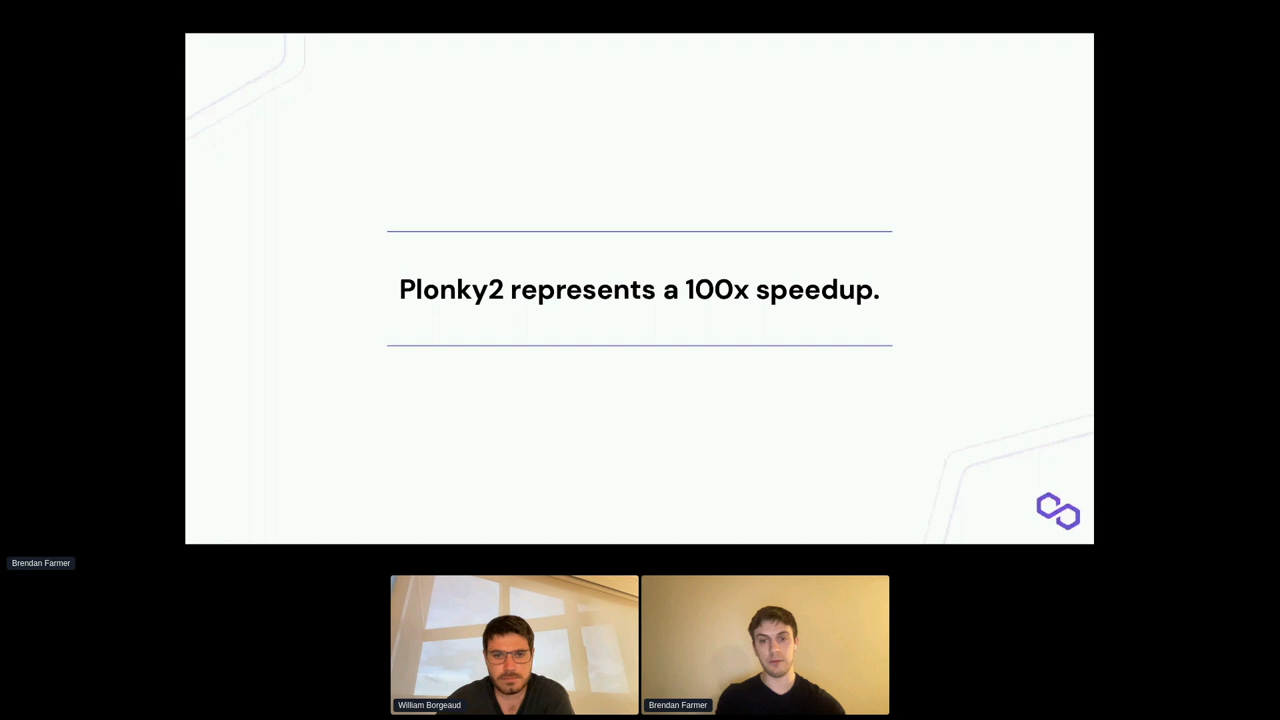 Plonky2 represents a 100x speedup.
Brendan Farmer
William Borgeaud
Brendan Farmer